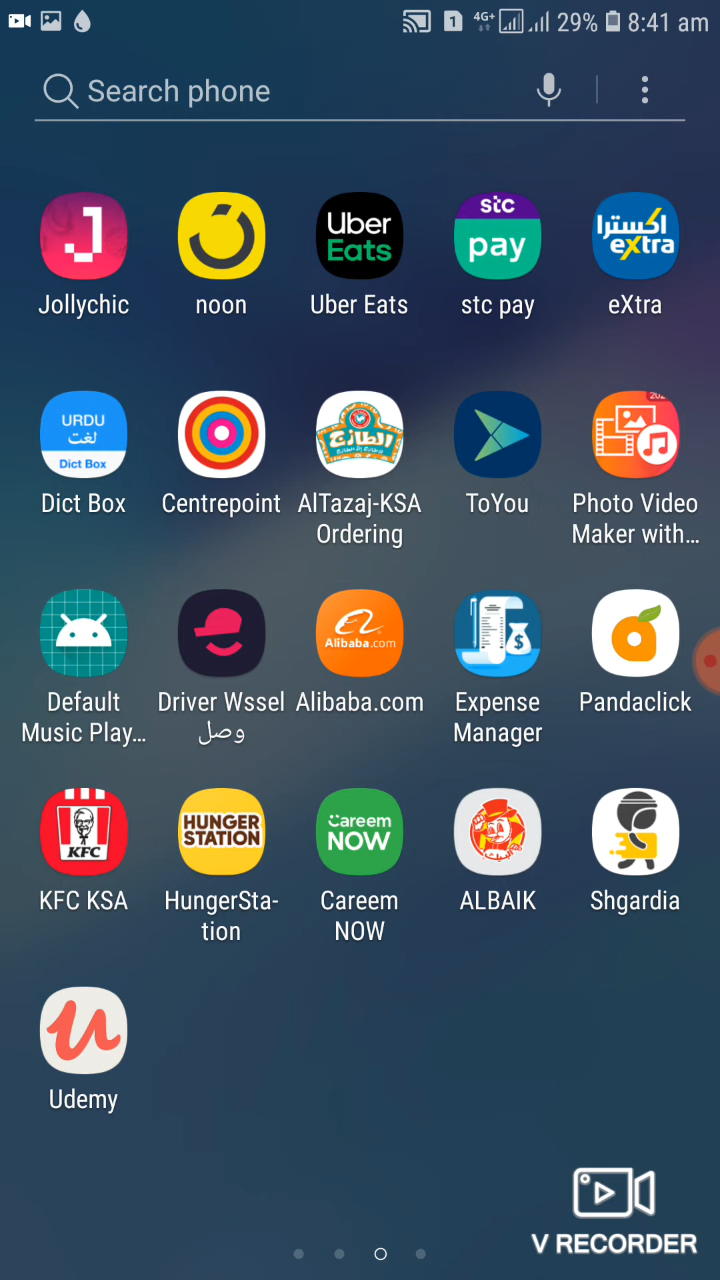 1 4G+ 29% 8:41 am
Search phone
Uber
Eats
stc
pay
اكسترا
eXtra
Jollychic
noon
Uber Eats
stc pay
eXtra
URDU
لغت
Dict Box
الطازج
Dict Box
Centrepoint
AlTazaj-KSA
Ordering
ToYou
Photo Video
Maker with...
Alibaba.com
Default
Music Play...
Driver Wssel
وصل
Alibaba.com
Expense
Manager
Pandaclick
KFC
HUNGER
STATION
Careem
NOW
البيك
KFC KSA
HungerSta-
tion
Careem
NOW
ALBAIK
Shgardia
Udemy
V RECORDER